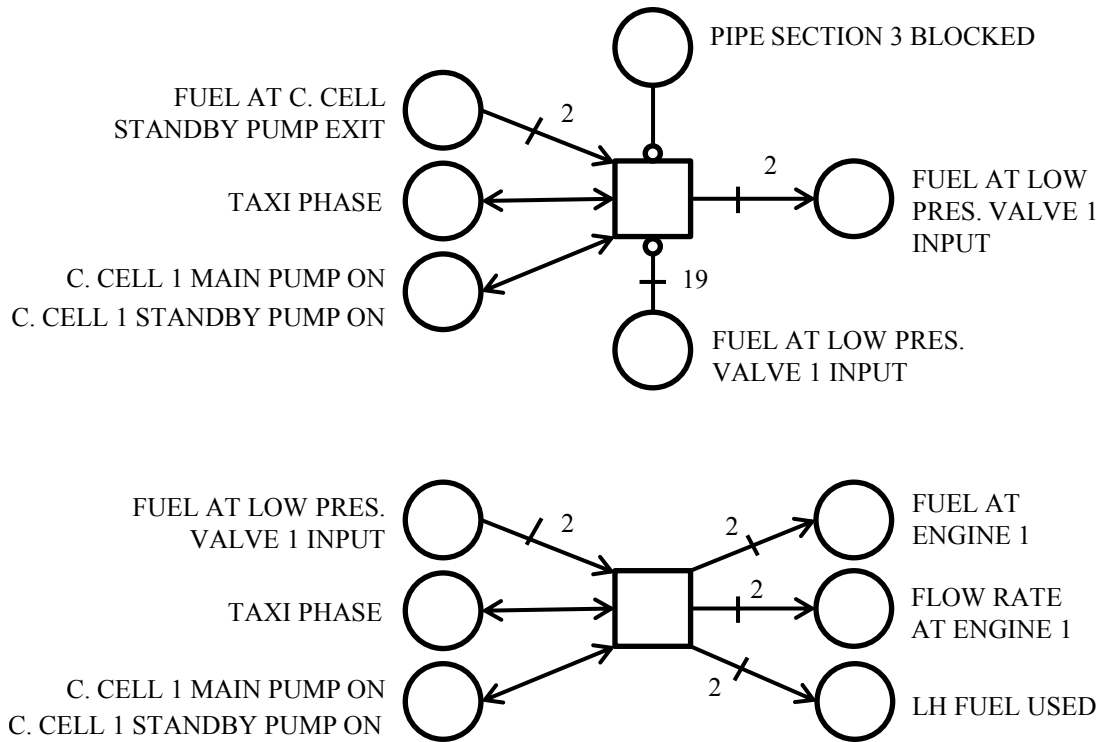 PIPE SECTION 3 BLOCKED
FUEL AT C. CELL
STANDBY PUMP EXIT
2
TAXI PHASE
2
FUEL AT LOW
PRES. VALVE 1
INPUT
C. CELL 1 MAIN PUMP ON
C. CELL 1 STANDBY PUMP ON
19
FUEL AT LOW PRES.
VALVE 1 INPUT
FUEL AT LOW PRES.
VALVE 1 INPUT
2
2
FUEL AT
ENGINE 1
TAXI PHASE
2
FLOW RATE
AT ENGINE 1
C. CELL 1 MAIN PUMP ON
C. CELL 1 STANDBY PUMP ON
2
LH FUEL USED